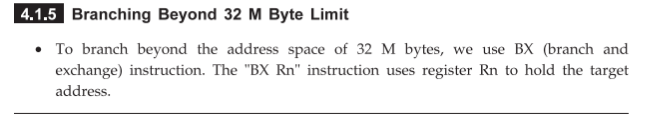 4.1.5 Branching Beyond 32 M Byte Limit
• To branch beyond the address space of 32 M bytes, we use BX (branch and
exchange) instruction. The "BX Rn" instruction uses register Rn to hold the target
address.